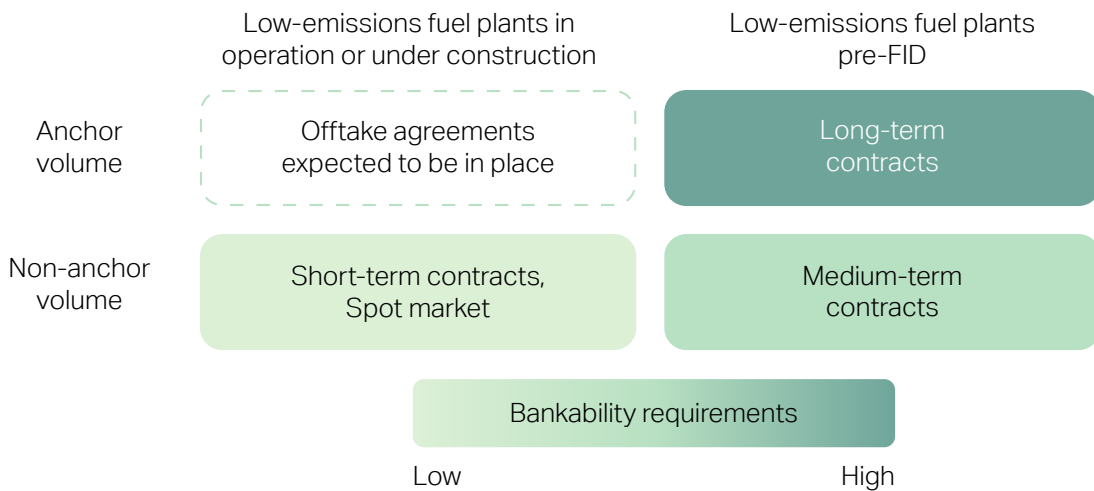 Low-emissions fuel plants in
operation or under construction
Low-emissions fuel plants
pre-FID
Anchor
volume
Offtake agreements
expected to be in place
Long-term
contracts
Non-anchor
volume
Short-term contracts,
Spot market
Medium-term
contracts
Bankability requirements
Low
High